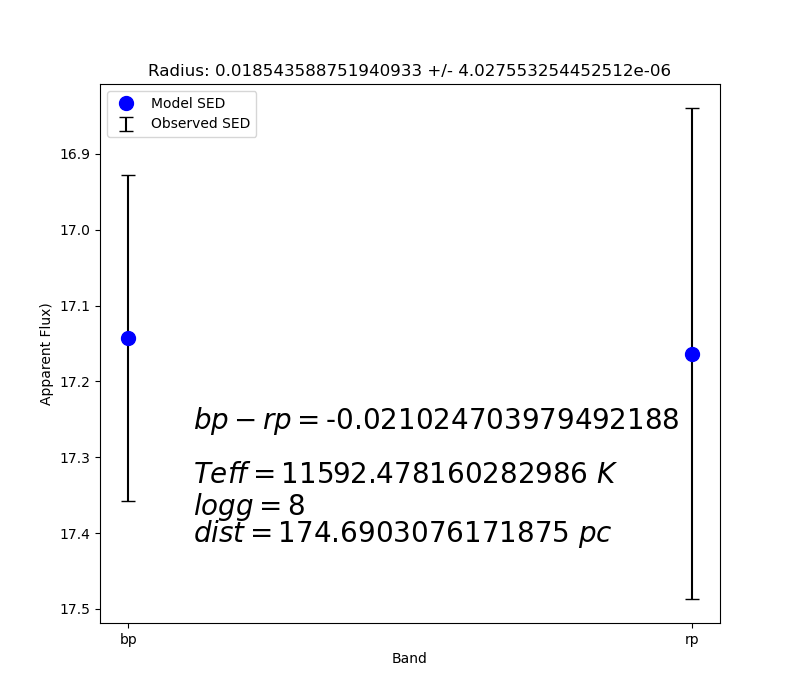 Radius: 0.018543588751940933 +/- 4.027553254452512e-06
Model SED
Observed SED
16.9
17.0
17.1
17.2
17.3
17.4
17.5
Apparent Flux)
bp − rp = -0.021024703979492188
Teff = 11592.478160282986 K
logg = 8
dist = 174.6903076171875 pc
bp
rp
Band